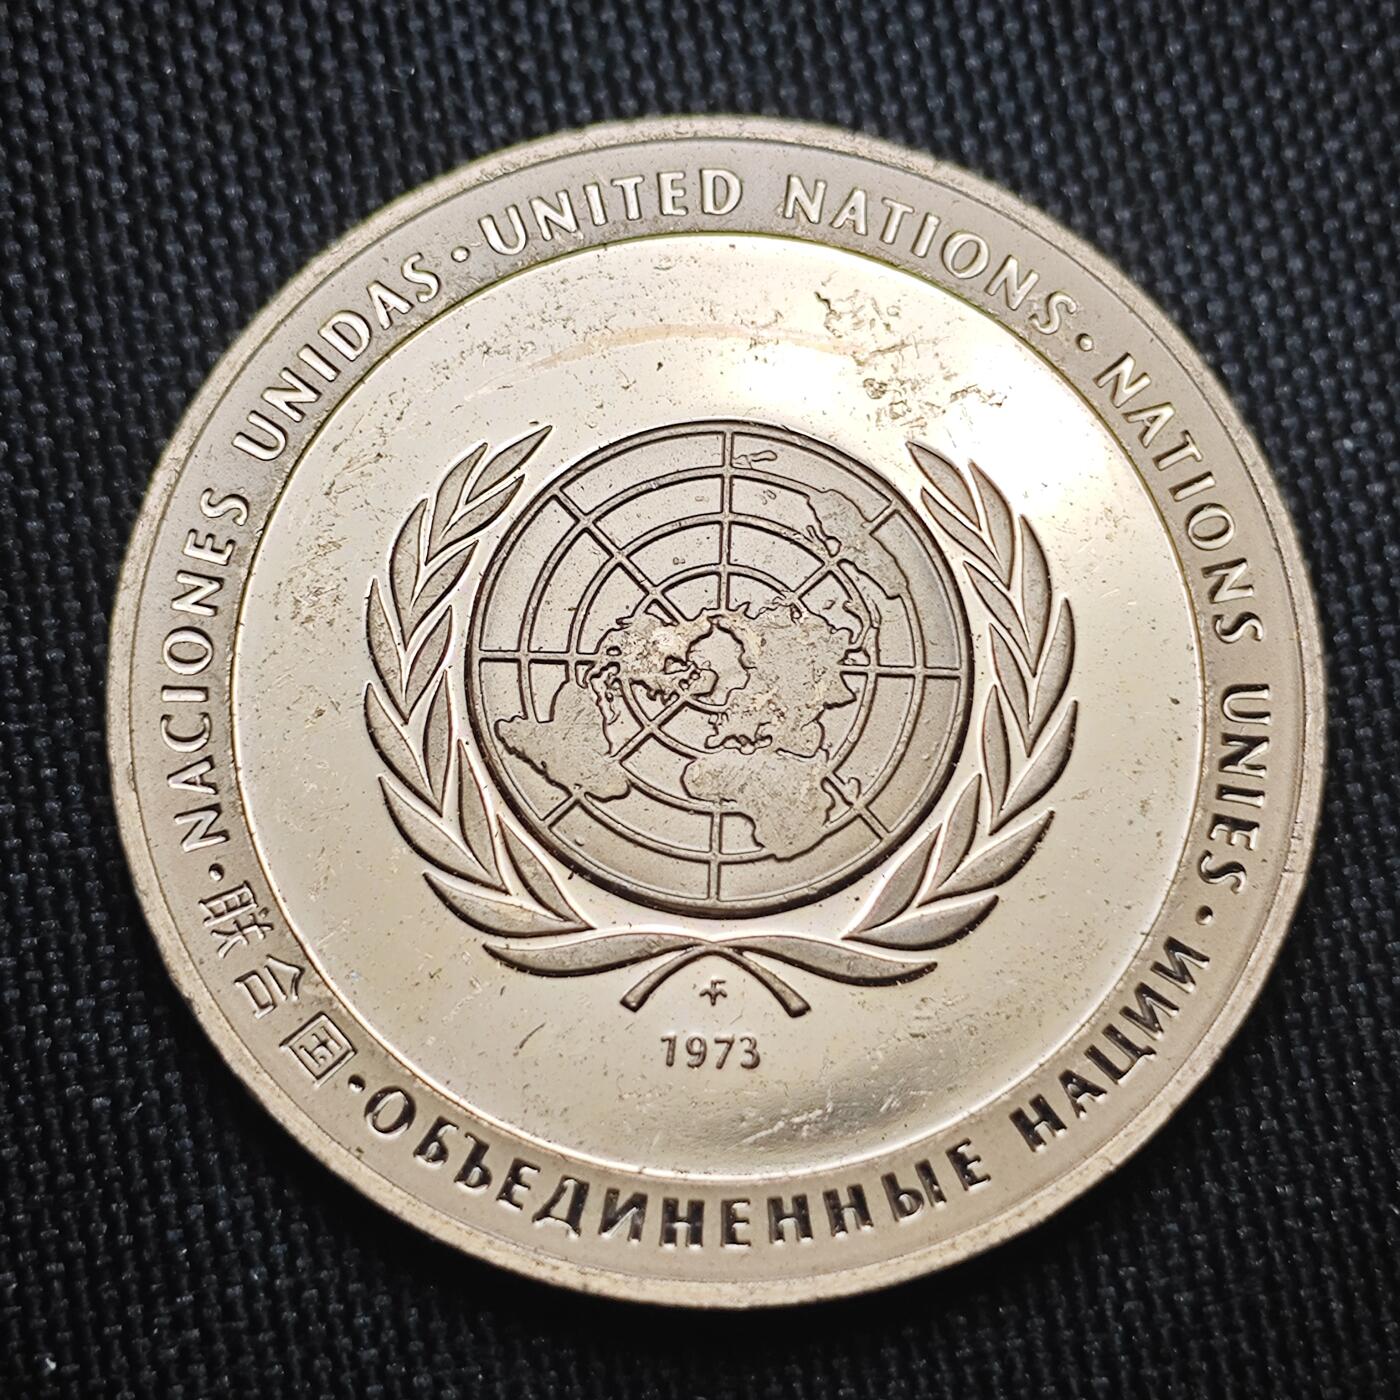 UNITED NATIONS · NATIONS UNIES · ОБЪЕДИНЕННЫЕ НАЦИИ · 联合国 · NACIONES UNIDAS ·
1973